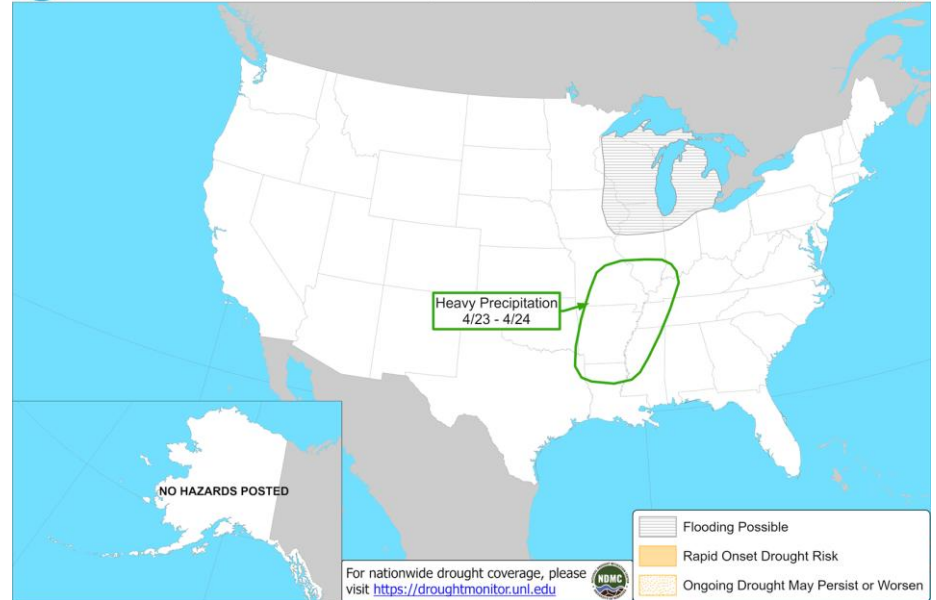 Heavy Precipitation
4/23 - 4/24
NO HAZARDS POSTED
For nationwide drought coverage, please
visit https://droughtmonitor.unl.edu
NDMC
Flooding Possible
Rapid Onset Drought Risk
Ongoing Drought May Persist or Worsen